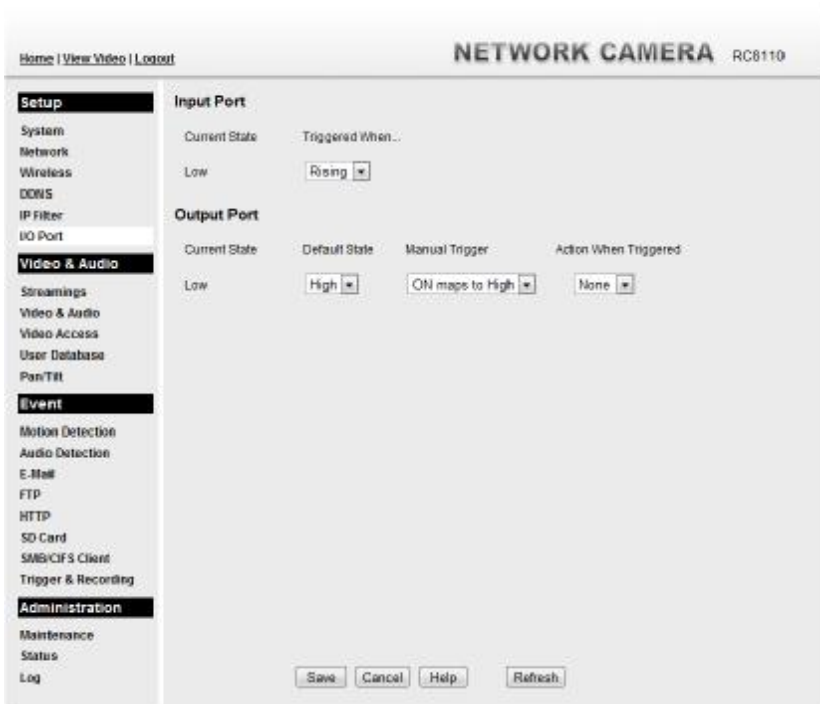 Home | View Video | Logout
NETWORK CAMERA RC8110
Setup
System
Network
Wireless
DDNS
IP Filter
I/O Port
Video & Audio
Streamings
Video & Audio
Video Access
User Database
Pan/Tilt
Event
Motion Detection
Audio Detection
E-Mail
FTP
HTTP
SD Card
SMB/CIFS Client
Trigger & Recording
Administration
Maintenance
Status
Log
Input Port
Current State Triggered When...
Low Rising
Output Port
Current State Default State Manual Trigger Action When Triggered
Low High ON maps to High None
Save Cancel Help Refresh